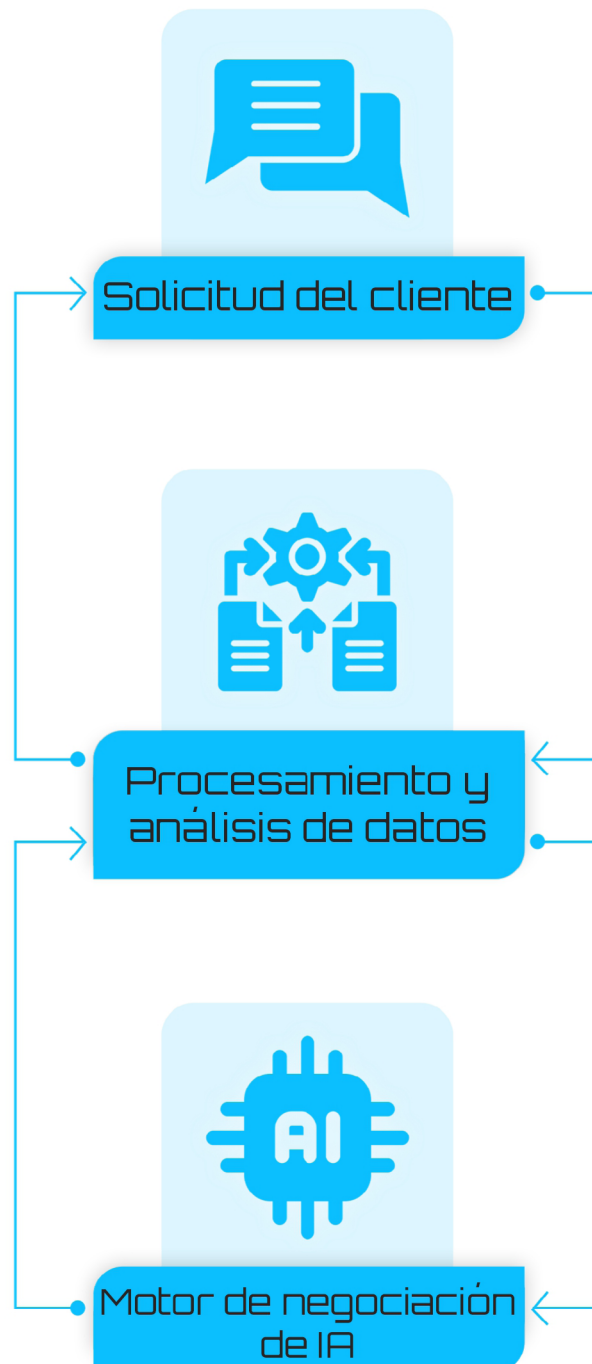 Solicitud del cliente
Procesamiento y
análisis de datos
AI
Motor de negociación
de IA